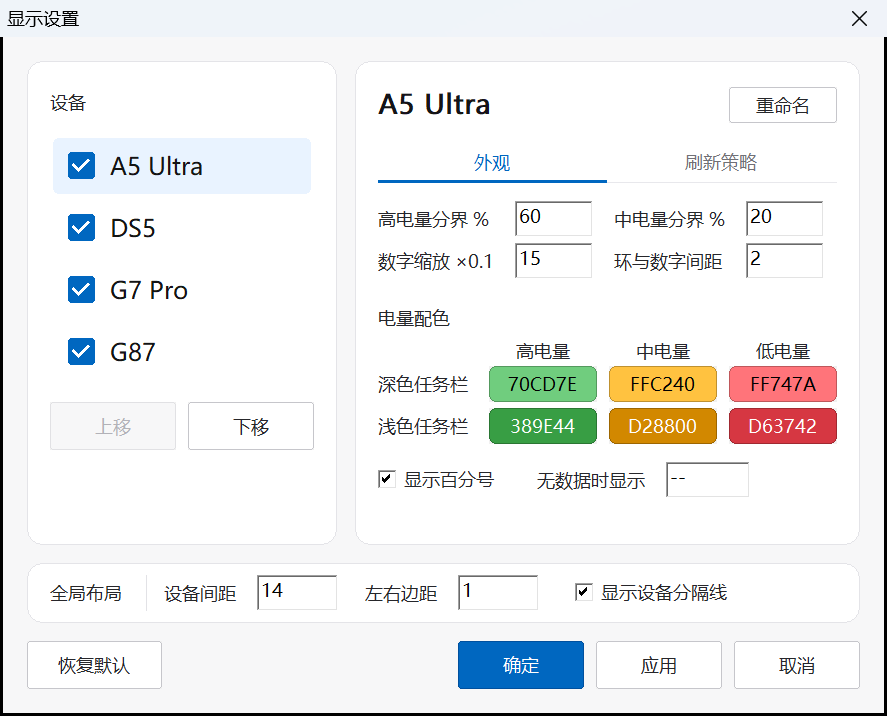 显示设置
设备
A5 Ultra
DS5
G7 Pro
G87
上移 下移
A5 Ultra 重命名
外观 刷新策略
高电量分界 % 60 中电量分界 % 20
数字缩放 ×0.1 15 环与数字间距 2
电量配色
高电量 中电量 低电量
深色任务栏 70CD7E FFC240 FF747A
浅色任务栏 389E44 D28800 D63742
显示百分号 无数据时显示 --
全局布局 设备间距 14 左右边距 1 显示设备分隔线
恢复默认 确定 应用 取消